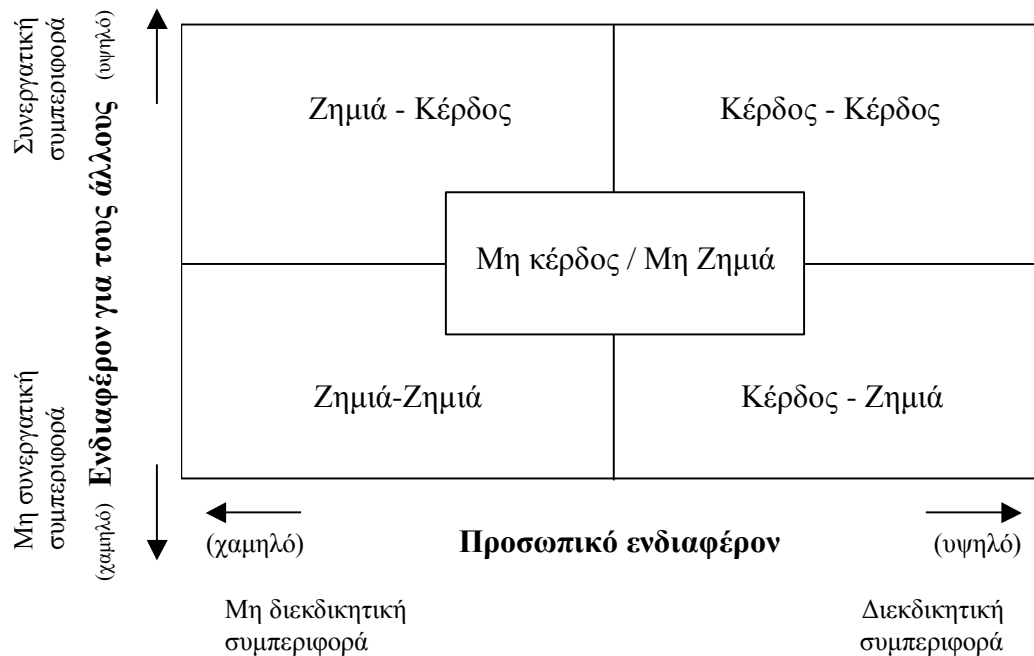 Συνεργατική
συμπεριφορά
(υψηλό)
Ενδιαφέρον για τους άλλους
Μη συνεργατική
συμπεριφορά
(χαμηλό)
Ζημιά - Κέρδος
Κέρδος - Κέρδος
Μη κέρδος / Μη Ζημιά
Ζημιά-Ζημιά
Κέρδος - Ζημιά
(χαμηλό)
Προσωπικό ενδιαφέρον
(υψηλό)
Μη διεκδικητική
συμπεριφορά
Διεκδικητική
συμπεριφορά